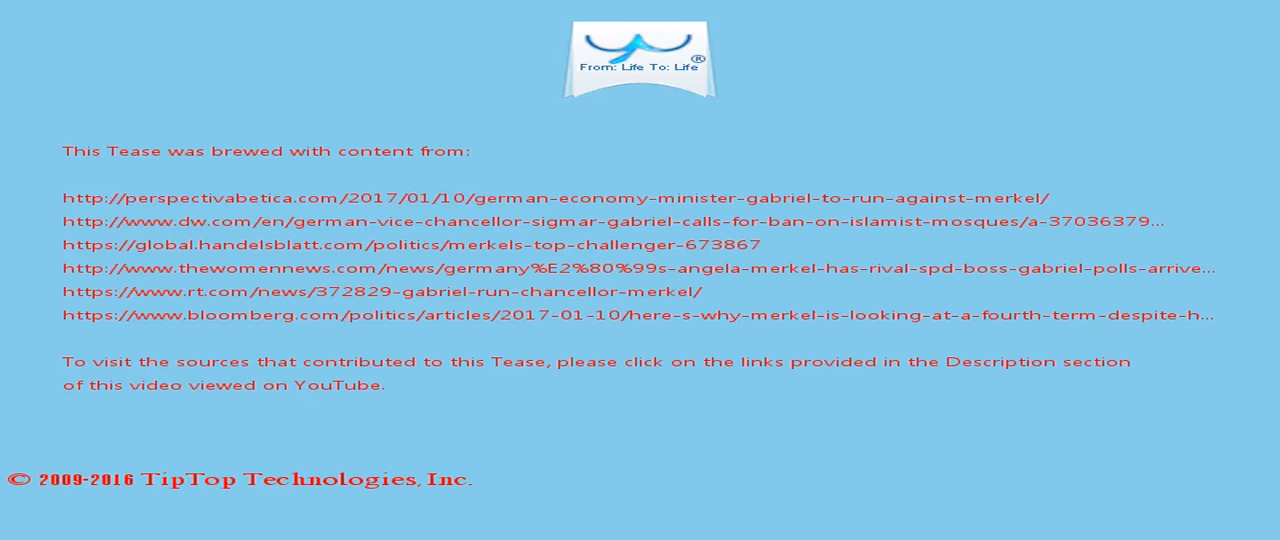 From: Life To: Life®
This Tease was brewed with content from:
http://perspectivabetica.com/2017/01/10/german-economy-minister-gabriel-to-run-against-merkel/
http://www.dw.com/en/german-vice-chancellor-sigmar-gabriel-calls-for-ban-on-islamist-mosques/a-37036379...
https://global.handelsblatt.com/politics/merkels-top-challenger-673867
http://www.thewomennews.com/news/germany%E2%80%99s-angela-merkel-has-rival-spd-boss-gabriel-polls-arrive...
https://www.rt.com/news/372829-gabriel-run-chancellor-merkel/
https://www.bloomberg.com/politics/articles/2017-01-10/here-s-why-merkel-is-looking-at-a-fourth-term-despite-h...
To visit the sources that contributed to this Tease, please click on the links provided in the Description section
of this video viewed on YouTube.
© 2009-2016 TipTop Technologies, Inc.